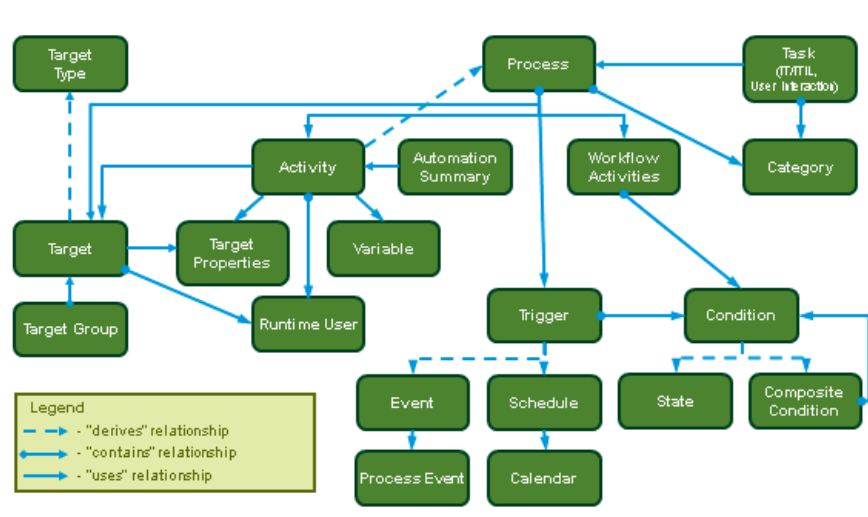 Target
Type
Process
Task
(IT/ITIL,
User Interaction)
Activity
Automation
Summary
Workflow
Activities
Category
Target
Target
Properties
Variable
Target Group
Runtime User
Trigger
Condition
Event
Schedule
State
Composite
Condition
Process Event
Calendar
Legend
- "derives" relationship
- "contains" relationship
- "uses" relationship